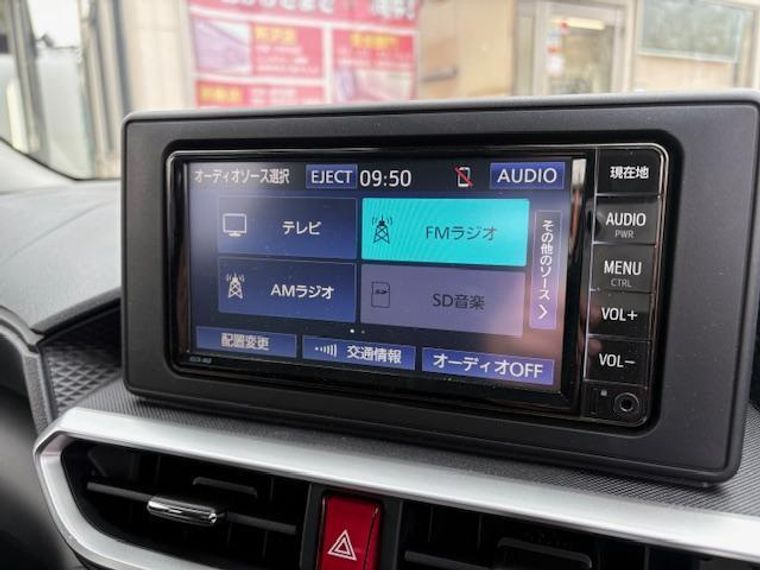 オーディオソース選択 EJECT 09:50 AUDIO
テレビ
FMラジオ
AMラジオ
SD音楽
その他のソース
配置変更
交通情報
オーディオOFF
現在地
AUDIO
PWR
MENU
CTRL
VOL+
VOL-